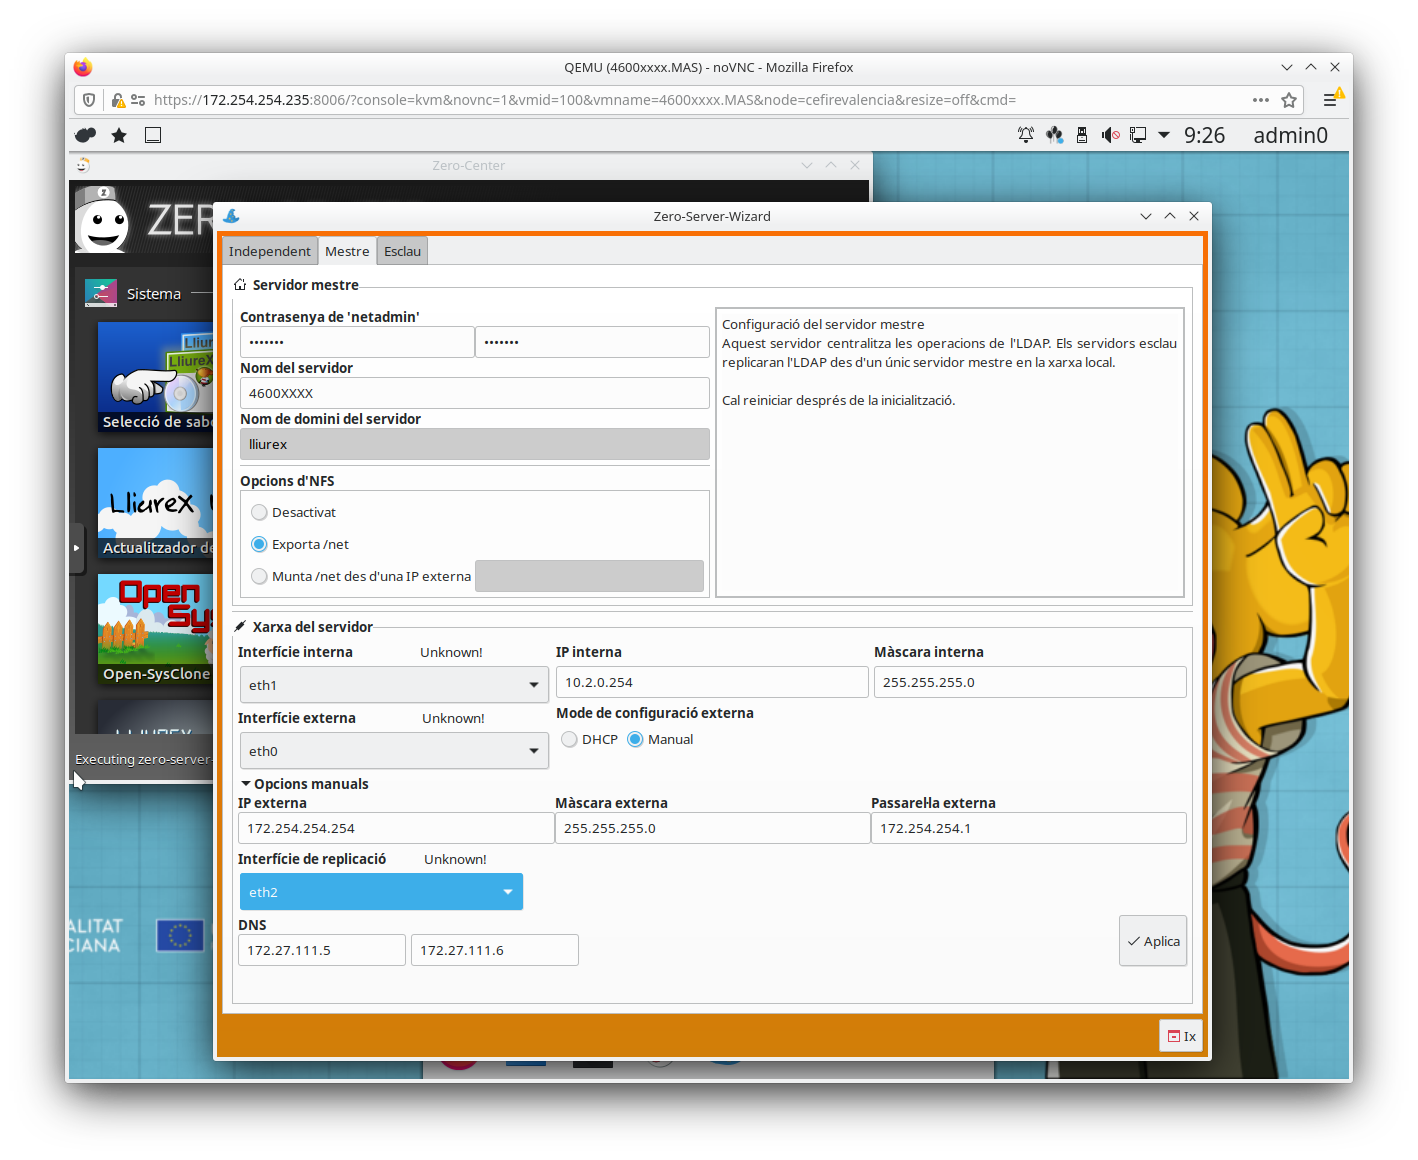 QEMU (4600xxxx.MAS) - noVNC - Mozilla Firefox
https://172.254.254.235:8006/?console=kvm&novnc=1&vmid=100&vmname=4600xxxx.MAS&node=cefirevalencia&resize=off&cmd=
9:26 admin0
Zero-Center
ZER
Sistema
LliureX
Selecció de sab
LliureX
Actualitzador de
Open
Sys
Open-SysClone
Executing zero-server-
ALITAT
CIANA
Zero-Server-Wizard
Independent Mestre Esclau
Servidor mestre
Contrasenya de 'netadmin'
••••••• •••••••
Nom del servidor
4600XXXX
Nom de domini del servidor
lliurex
Opcions d'NFS
Desactivat
Exporta /net
Munta /net des d'una IP externa
Configuració del servidor mestre
Aquest servidor centralitza les operacions de l'LDAP. Els servidors esclau
replicaran l'LDAP des d'un únic servidor mestre en la xarxa local.
Cal reiniciar després de la inicialització.
Xarxa del servidor
Interfície interna Unknown! IP interna Màscara interna
eth1 10.2.0.254 255.255.255.0
Interfície externa Unknown! Mode de configuració externa
eth0 DHCP Manual
Opcions manuals
IP externa Màscara externa Passarel·la externa
172.254.254.254 255.255.255.0 172.254.254.1
Interfície de replicació Unknown!
eth2
DNS
172.27.111.5 172.27.111.6
Aplica
Ix